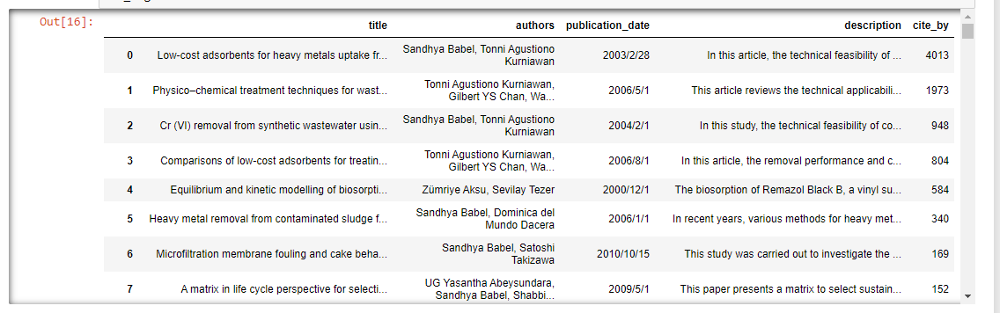 Out[16]:
title authors publication_date description cite_by
0 Low-cost adsorbents for heavy metals uptake fr... Sandhya Babel, Tonni Agustiono Kurniawan 2003/2/28 In this article, the technical feasibility of ... 4013
1 Physico–chemical treatment techniques for wast... Tonni Agustiono Kurniawan, Gilbert YS Chan, Wa... 2006/5/1 This article reviews the technical applicabili... 1973
2 Cr (VI) removal from synthetic wastewater usin... Sandhya Babel, Tonni Agustiono Kurniawan 2004/2/1 In this study, the technical feasibility of co... 948
3 Comparisons of low-cost adsorbents for treatin... Tonni Agustiono Kurniawan, Gilbert YS Chan, Wa... 2006/8/1 In this article, the removal performance and c... 804
4 Equilibrium and kinetic modelling of biosorpti... Zümriye Aksu, Sevilay Tezer 2000/12/1 The biosorption of Remazol Black B, a vinyl su... 584
5 Heavy metal removal from contaminated sludge f... Sandhya Babel, Dominica del Mundo Dacera 2006/1/1 In recent years, various methods for heavy met... 340
6 Microfiltration membrane fouling and cake beha... Sandhya Babel, Satoshi Takizawa 2010/10/15 This study was carried out to investigate the ... 169
7 A matrix in life cycle perspective for selecti... UG Yasantha Abeysundara, Sandhya Babel, Shabbi... 2009/5/1 This paper presents a matrix to select sustain... 152